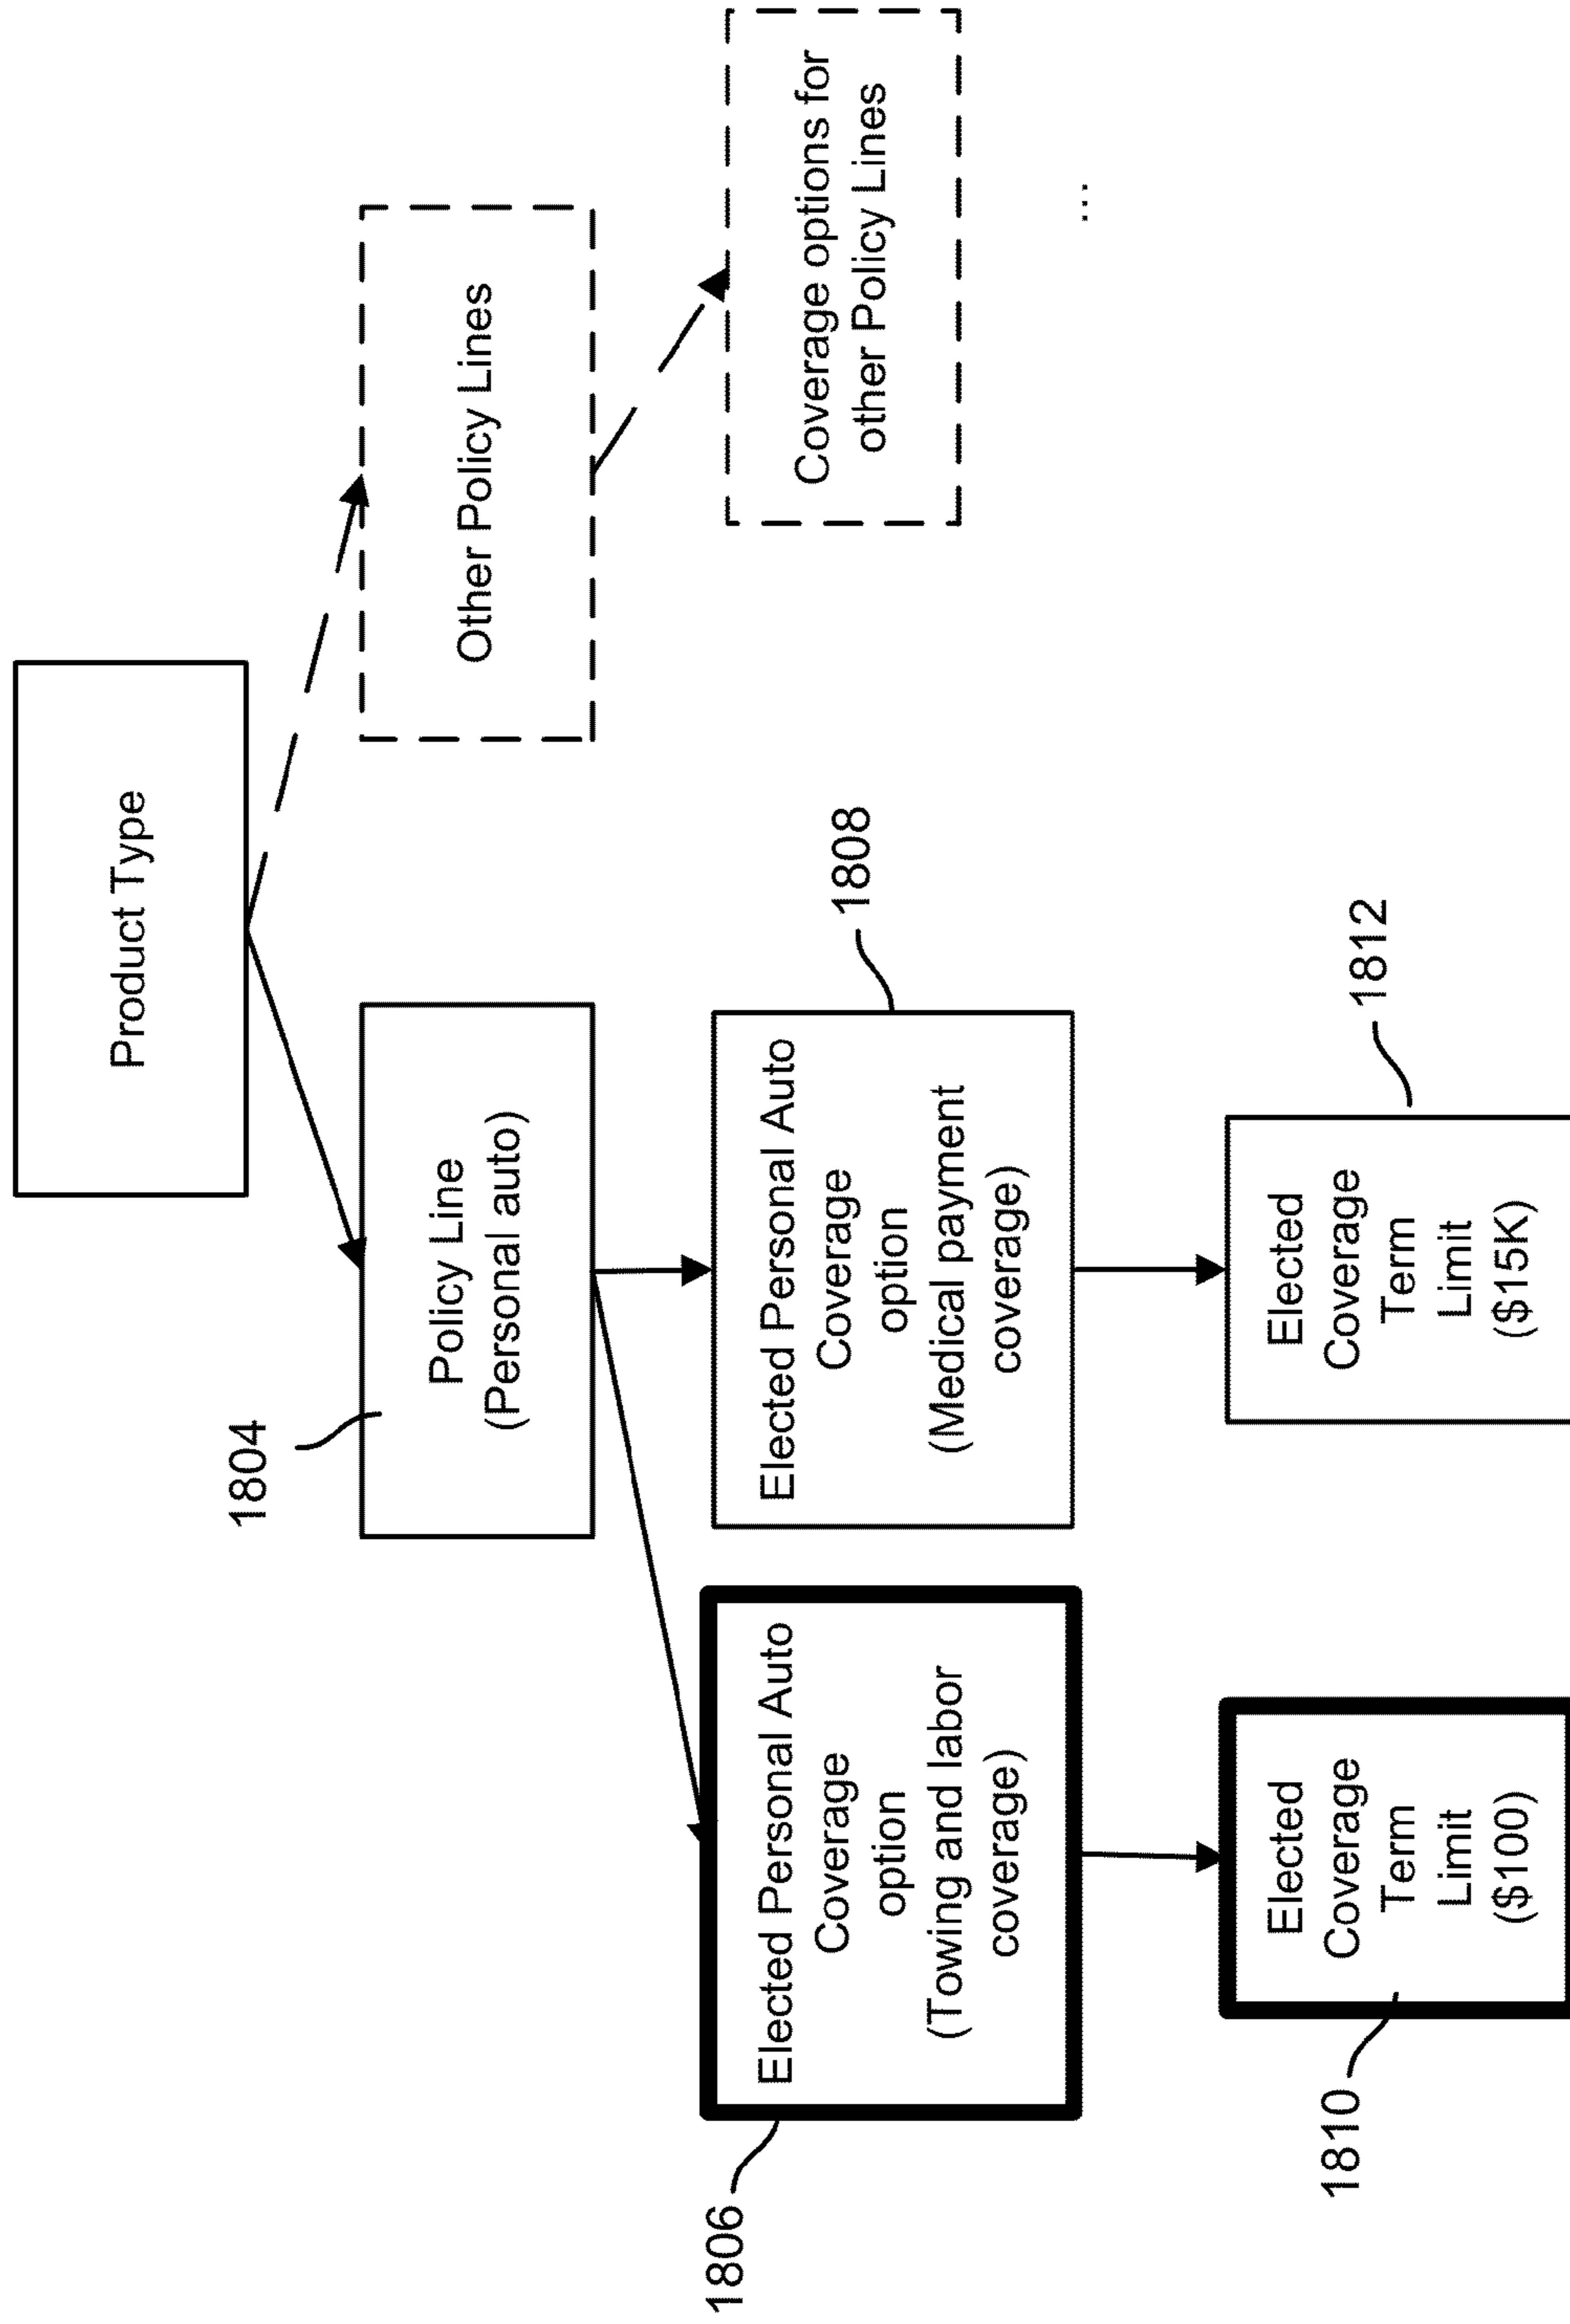 Product Type
1804
Policy Line
(Personal auto)
Other Policy Lines
1806
Elected Personal Auto
Coverage
option
(Towing and labor
coverage)
Elected Personal Auto
Coverage
option
(Medical payment
coverage)
1808
Coverage options for
other Policy Lines
...
1810
Elected
Coverage
Term
Limit
($100)
Elected
Coverage
Term
Limit
($15K)
1812